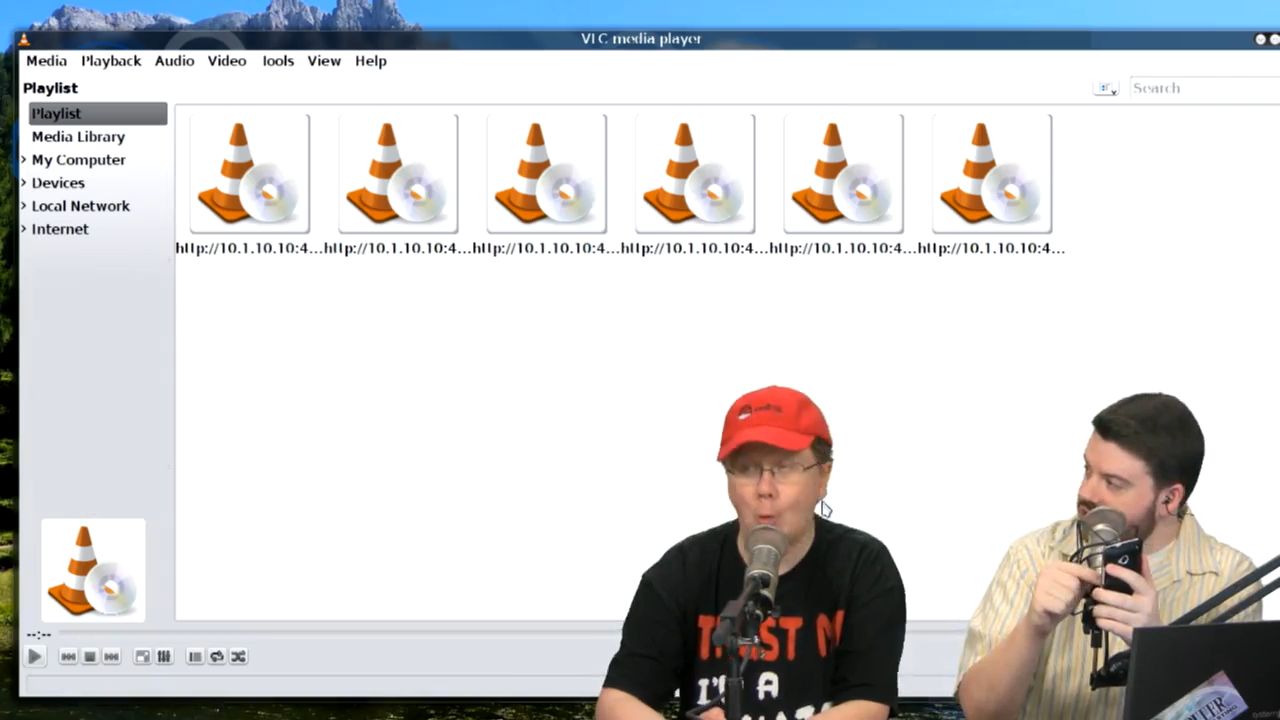 VLC media player
Media Playback Audio Video Tools View Help
Playlist
Search
Playlist
Media Library
My Computer
Devices
Local Network
Internet
http://10.1.10.10:4... http://10.1.10.10:4... http://10.1.10.10:4... http://10.1.10.10:4... http://10.1.10.10:4... http://10.1.10.10:4...
--:--
TRUST M
I'M A